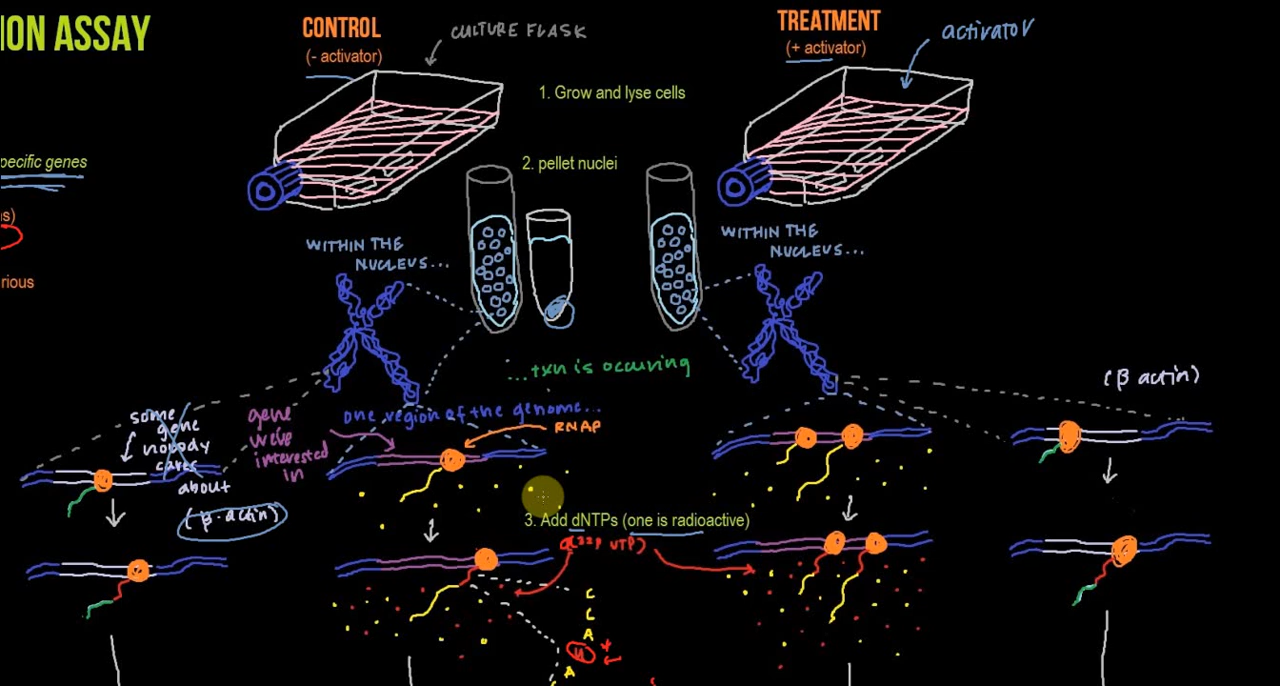 ION ASSAY
CONTROL
(- activator)
CULTURE FLASK
TREATMENT
(+ activator)
activator
1. Grow and lyse cells
pecific genes
2. pellet nuclei
s)
rious
WITHIN THE
NUCLEUS...
WITHIN THE
NUCLEUS...
...txn is occuring
(β actin)
some
gene
nobody
cares
about
(β-actin)
gene
we're
interested
in
one region of the genome...
RNAP
3. Add dNTPs (one is radioactive)
α(32P UTP)
C
C
A
U
A